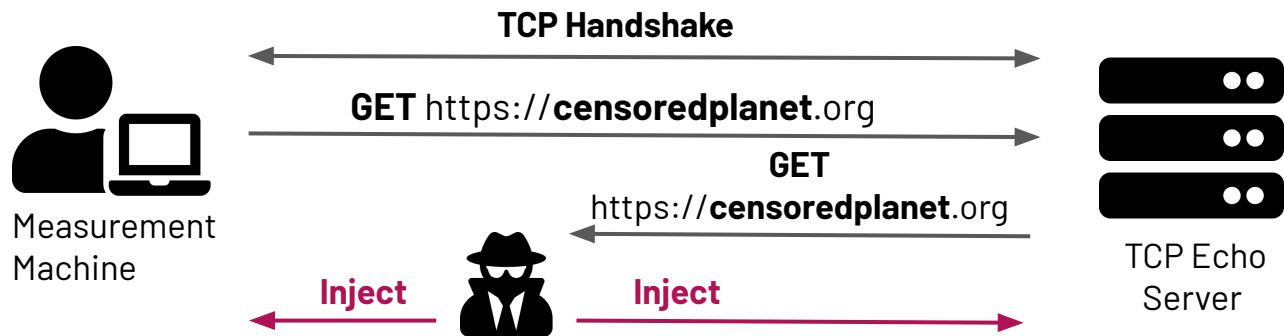 TCP Handshake
GET https://censoredplanet.org
GET
https://censoredplanet.org
Measurement
Machine
TCP Echo
Server
Inject
Inject